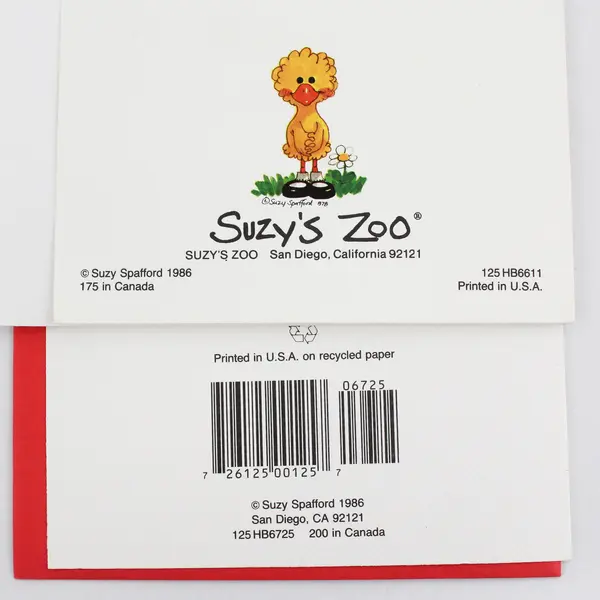 © Suzy Spafford 1976
SUZY'S ZOO®
SUZY'S ZOO San Diego, California 92121
© Suzy Spafford 1986
175 in Canada
125 HB6611
Printed in U.S.A.
Printed in U.S.A. on recycled paper
06725
7 26125 00125 7
© Suzy Spafford 1986
San Diego, CA 92121
125 HB6725 200 in Canada